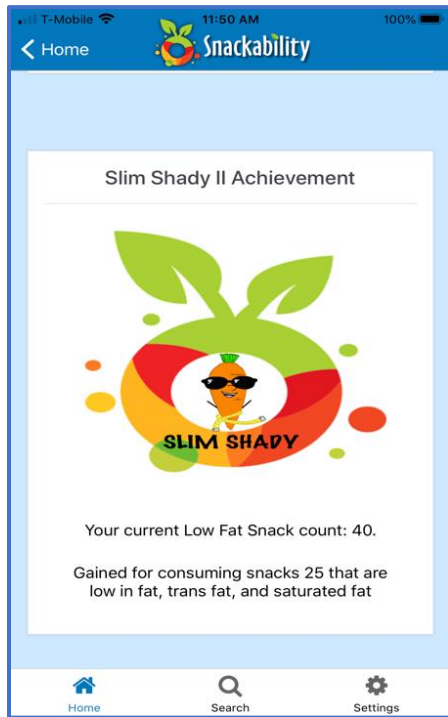 T-Mobile 11:50 AM 100%
Home Snackability
Slim Shady II Achievement
SLIM SHADY
Your current Low Fat Snack count: 40.
Gained for consuming snacks 25 that are
low in fat, trans fat, and saturated fat
Home Search Settings